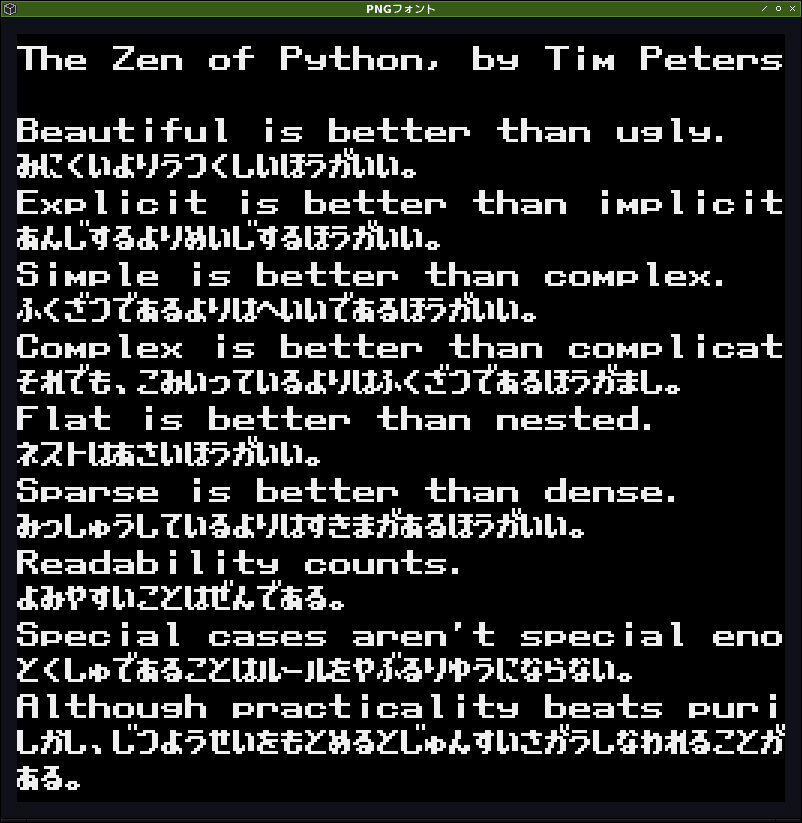 PNGフォント
The Zen of Python, by Tim Peters
Beautiful is better than ugly.
みにくいよりうつくしいほうがいい。
Explicit is better than implicit
あんじするよりめいじするほうがいい。
Simple is better than complex.
ふくざつであるよりはへいいであるほうがいい。
Complex is better than complicat
それでも、こみいっているよりはふくざつであるほうがまし。
Flat is better than nested.
ネストはあさいほうがいい。
Sparse is better than dense.
みっしゅうしているよりはすきまがあるほうがいい。
Readability counts.
よみやすいことはぜんである。
Special cases aren't special eno
とくしゅであることはルールをやぶるりゆうにならない。
Although practicality beats puri
しかし、じつようせいをもとめるとじゅんすいさがうしなわれることが
ある。